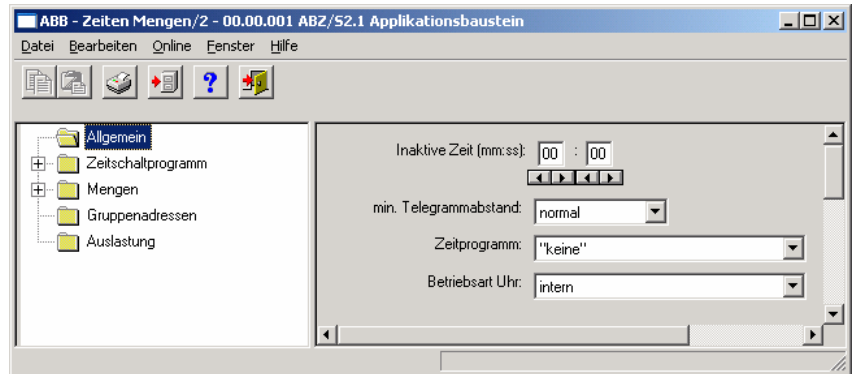 ABB - Zeiten Mengen/2 - 00.00.001 ABZ/S2.1 Applikationsbaustein
Datei Bearbeiten Online Fenster Hilfe
?
Allgemein
Zeitschaltprogramm
Mengen
Gruppenadressen
Auslastung
Inaktive Zeit (mm:ss): 00 : 00
min. Telegrammabstand: normal
Zeitprogramm: "keine"
Betriebsart Uhr: intern